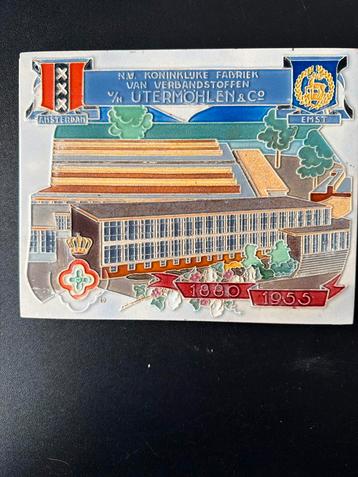 N.V. KONINKLIJKE FABRIEK
VAN VERBANDSTOFFEN
V/H UTERMÖHLEN & Co
AMSTERDAM
EMST
1880 1955